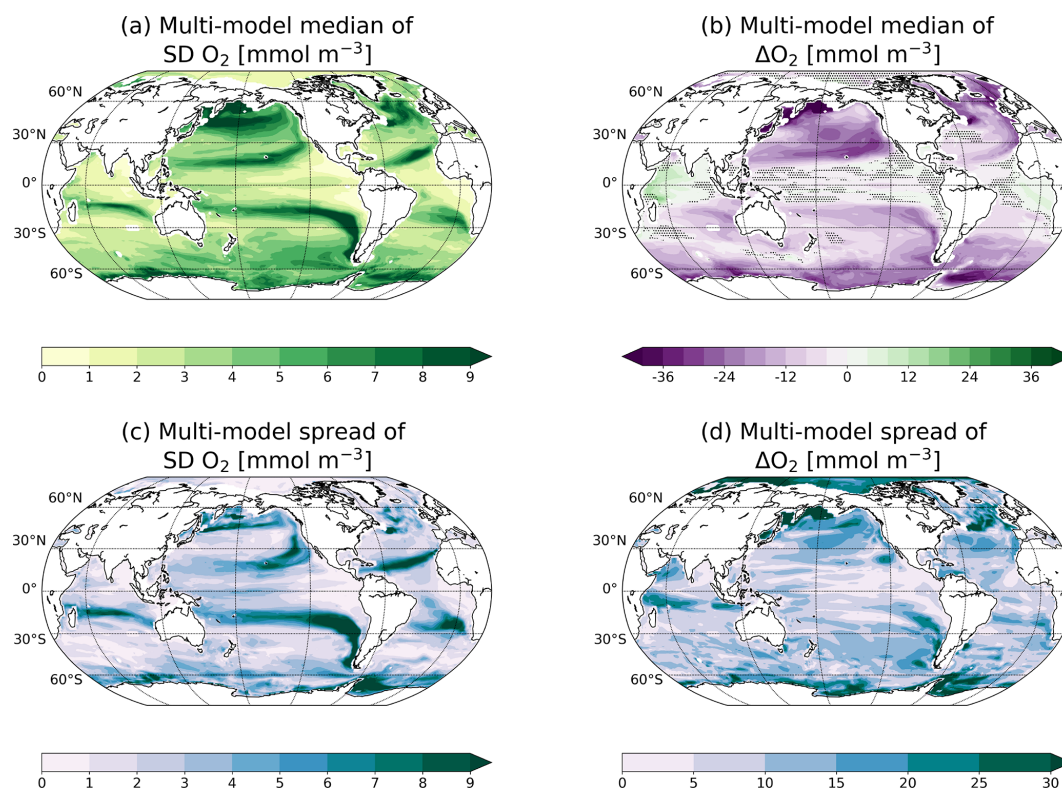 (a) Multi-model median of
SD O₂ [mmol m⁻³]
60°N
30°N
0°
30°S
60°S
0 1 2 3 4 5 6 7 8 9
(b) Multi-model median of
ΔO₂ [mmol m⁻³]
60°N
30°N
0°
30°S
60°S
-36 -24 -12 0 12 24 36
(c) Multi-model spread of
SD O₂ [mmol m⁻³]
60°N
30°N
0°
30°S
60°S
0 1 2 3 4 5 6 7 8 9
(d) Multi-model spread of
ΔO₂ [mmol m⁻³]
60°N
30°N
0°
30°S
60°S
0 5 10 15 20 25 30